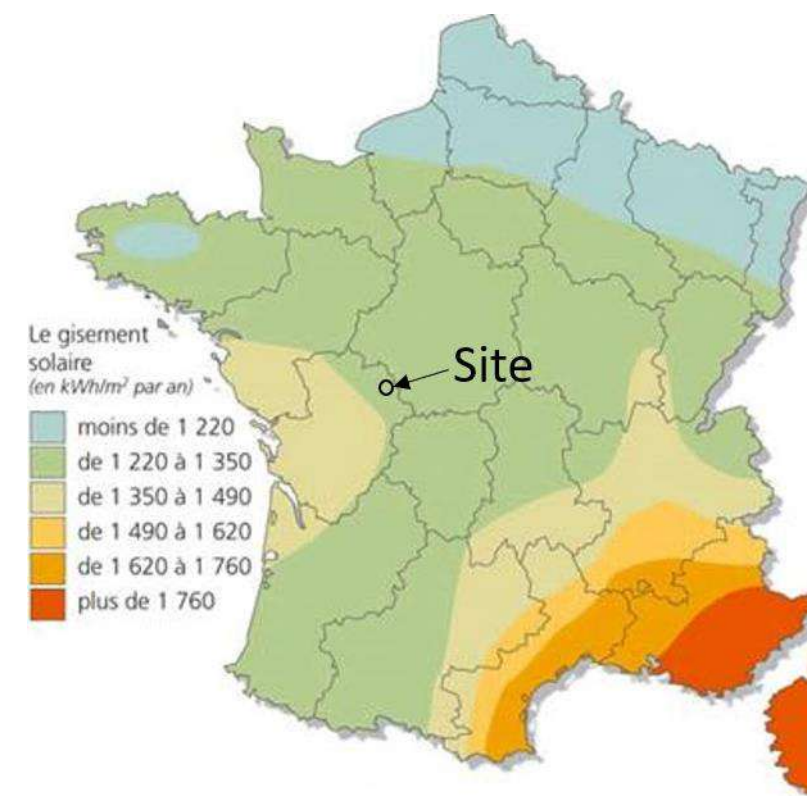 Le gisement
solaire
(en kWh/m² par an)
moins de 1 220
de 1 220 à 1 350
de 1 350 à 1 490
de 1 490 à 1 620
de 1 620 à 1 760
plus de 1 760
Site